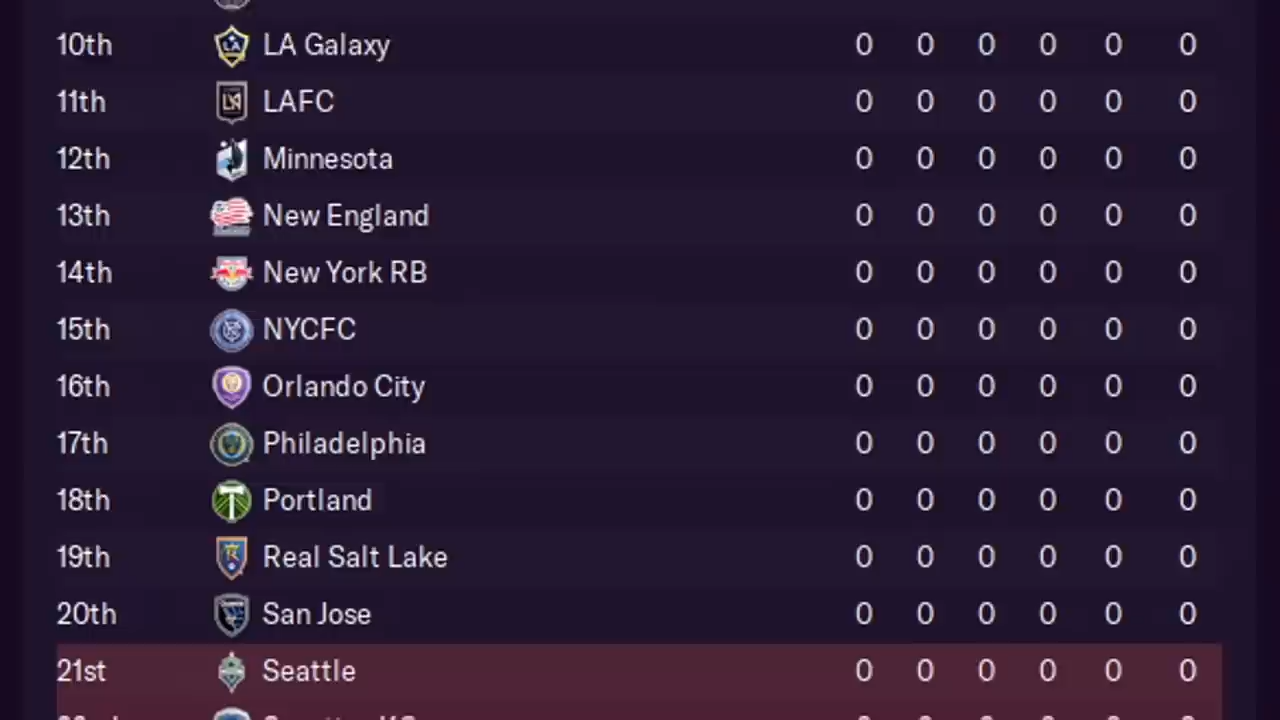 10th LA Galaxy 0 0 0 0 0 0
11th LAFC 0 0 0 0 0 0
12th Minnesota 0 0 0 0 0 0
13th New England 0 0 0 0 0 0
14th New York RB 0 0 0 0 0 0
15th NYCFC 0 0 0 0 0 0
16th Orlando City 0 0 0 0 0 0
17th Philadelphia 0 0 0 0 0 0
18th Portland 0 0 0 0 0 0
19th Real Salt Lake 0 0 0 0 0 0
20th San Jose 0 0 0 0 0 0
21st Seattle 0 0 0 0 0 0